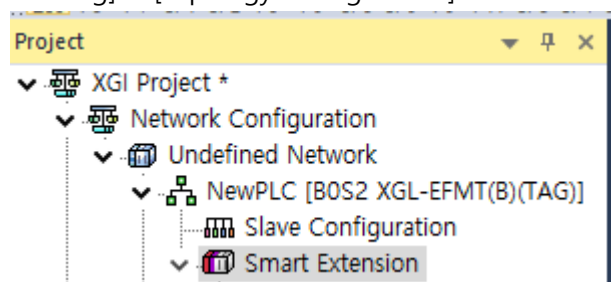 Project
XGI Project *
Network Configuration
Undefined Network
NewPLC [B0S2 XGL-EFMT(B)(TAG)]
Slave Configuration
Smart Extension